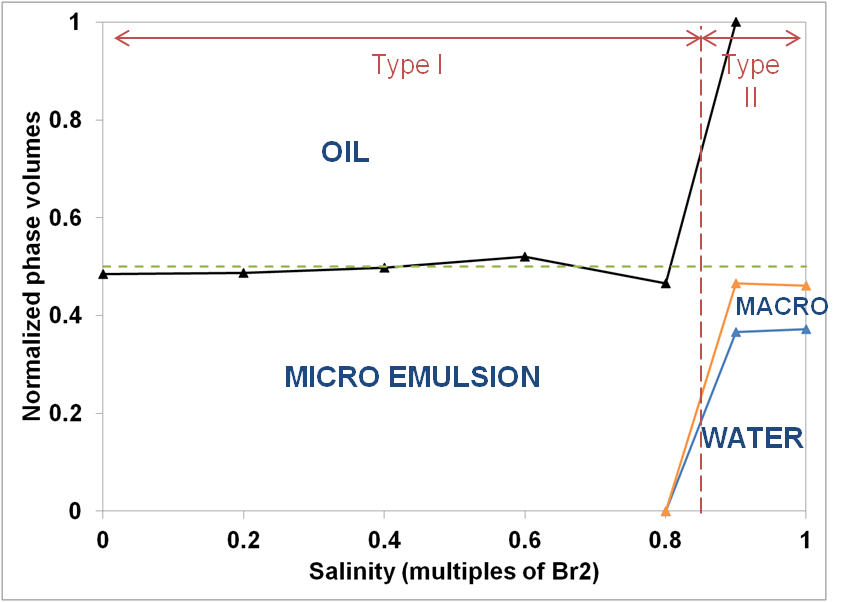 1
0.8
0.6
0.4
0.2
0
Normalized phase volumes
Type I
Type
II
OIL
MACRO
MICRO EMULSION
WATER
0 0.2 0.4 0.6 0.8 1
Salinity (multiples of Br2)